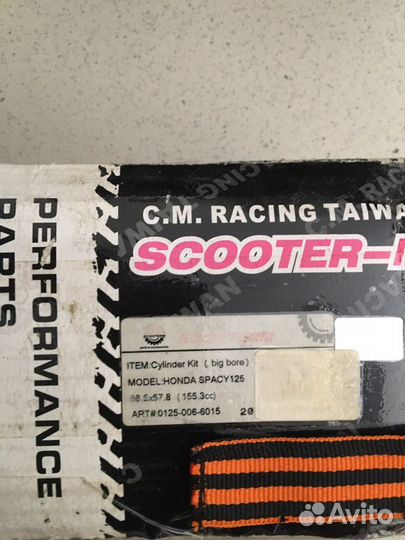 PERFORMANCE
PARTS
C.M. RACING TAIWA
SCOOTER-
ITEM:Cylinder Kit ( big bore)
MODEL:HONDA SPACY125
58.5x57.8 (155.3cc)
ART#:0125-006-6015 20
Avito